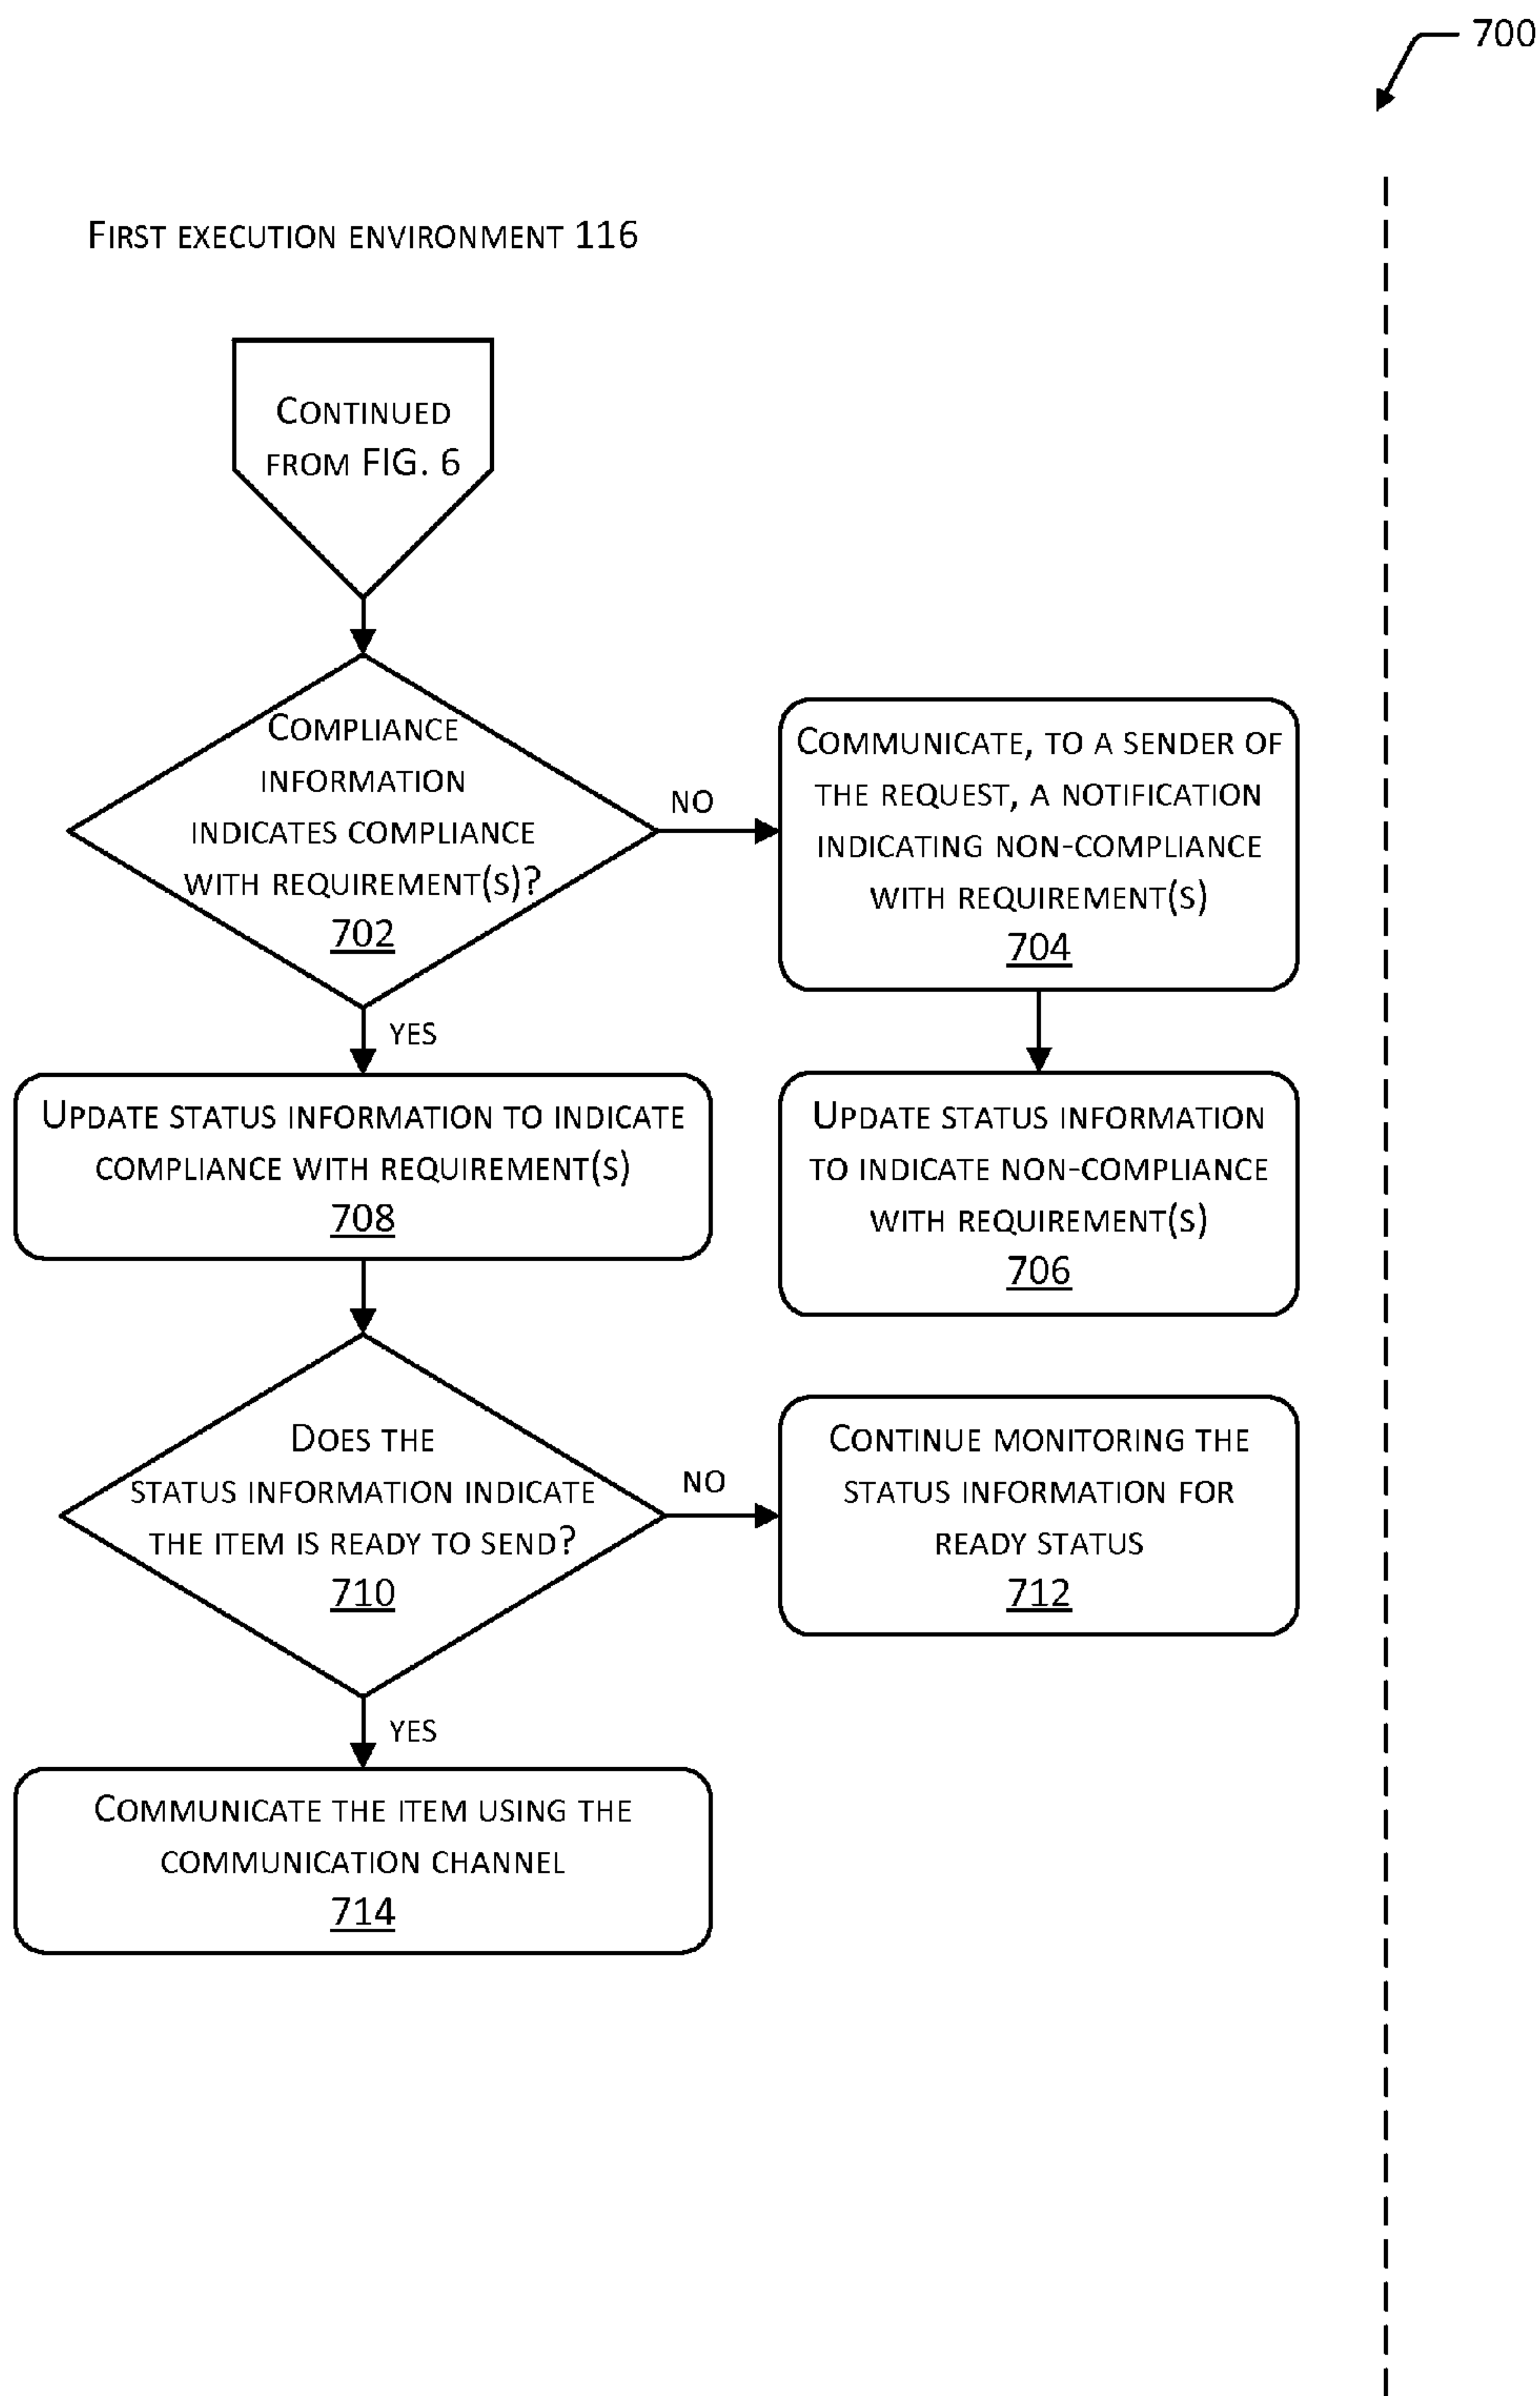 700
First execution environment 116
Continued
from FIG. 6
Compliance
information
indicates compliance
with requirement(s)?
702
no
Communicate, to a sender of
the request, a notification
indicating non-compliance
with requirement(s)
704
yes
Update status information to indicate
compliance with requirement(s)
708
Update status information
to indicate non-compliance
with requirement(s)
706
Does the
status information indicate
the item is ready to send?
710
no
Continue monitoring the
status information for
ready status
712
yes
Communicate the item using the
communication channel
714